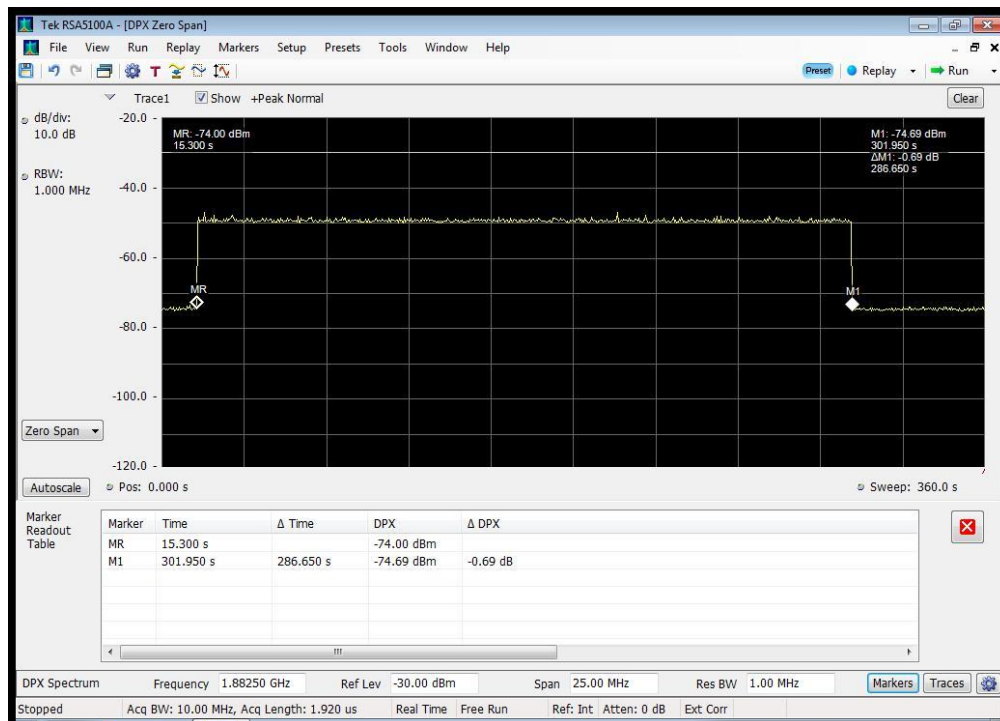 Tek RSA5100A - [DPX Zero Span]
File View Run Replay Markers Setup Presets Tools Window Help
T Preset Replay Run
Trace1 Show +Peak Normal Clear
dB/div:
10.0 dB
RBW:
1.000 MHz
-20.0 -
-40.0 -
-60.0 -
-80.0 -
-100.0 -
-120.0 -
MR: -74.00 dBm
15.300 s
M1: -74.69 dBm
301.950 s
ΔM1: -0.69 dB
286.650 s
MR
M1
Zero Span
Autoscale Pos: 0.000 s Sweep: 360.0 s
Marker
Readout
Table
Marker Time Δ Time DPX Δ DPX
MR 15.300 s -74.00 dBm
M1 301.950 s 286.650 s -74.69 dBm -0.69 dB
DPX Spectrum Frequency 1.88250 GHz Ref Lev -30.00 dBm Span 25.00 MHz Res BW 1.00 MHz Markers Traces
Stopped Acq BW: 10.00 MHz, Acq Length: 1.920 us Real Time Free Run Ref: Int Atten: 0 dB Ext Corr